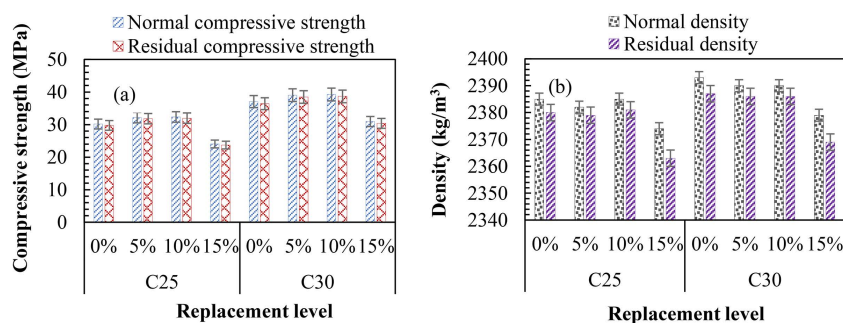 Normal compressive strength
Residual compressive strength
Compressive strength (MPa)
50
40
30
20
10
0
(a)
0% 5% 10% 15% 0% 5% 10% 15%
C25 C30
Replacement level
Normal density
Residual density
Density (kg/m³)
2400
2390
2380
2370
2360
2350
2340
(b)
0% 5% 10% 15% 0% 5% 10% 15%
C25 C30
Replacement level